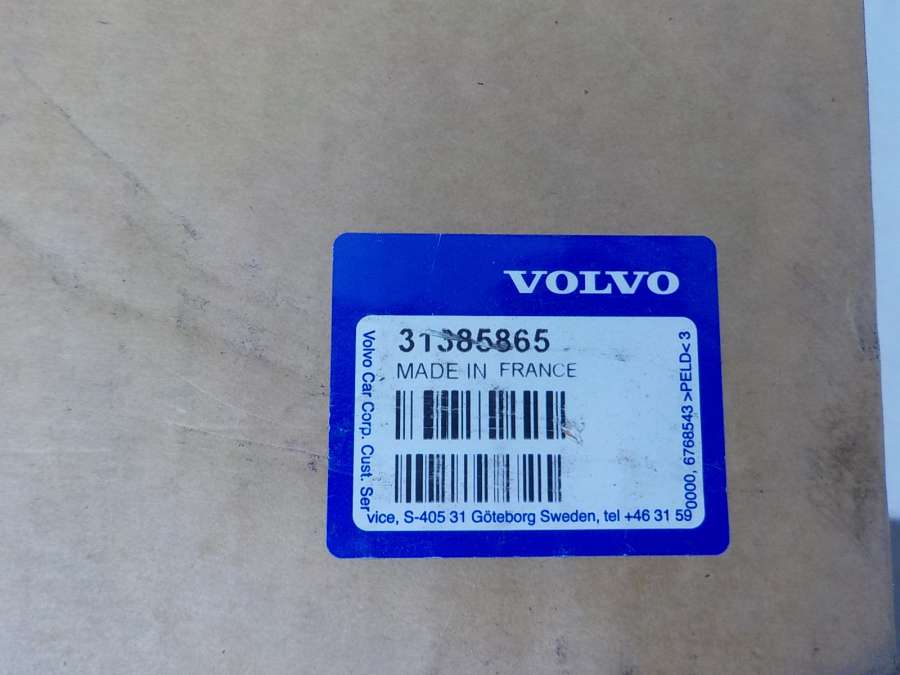 VOLVO
31385865
MADE IN FRANCE
Volvo Car Corp. Cust. Ser
vice, S-405 31 Göteborg Sweden, tel +46 31 59
0000, 6768543 >PELD< 3